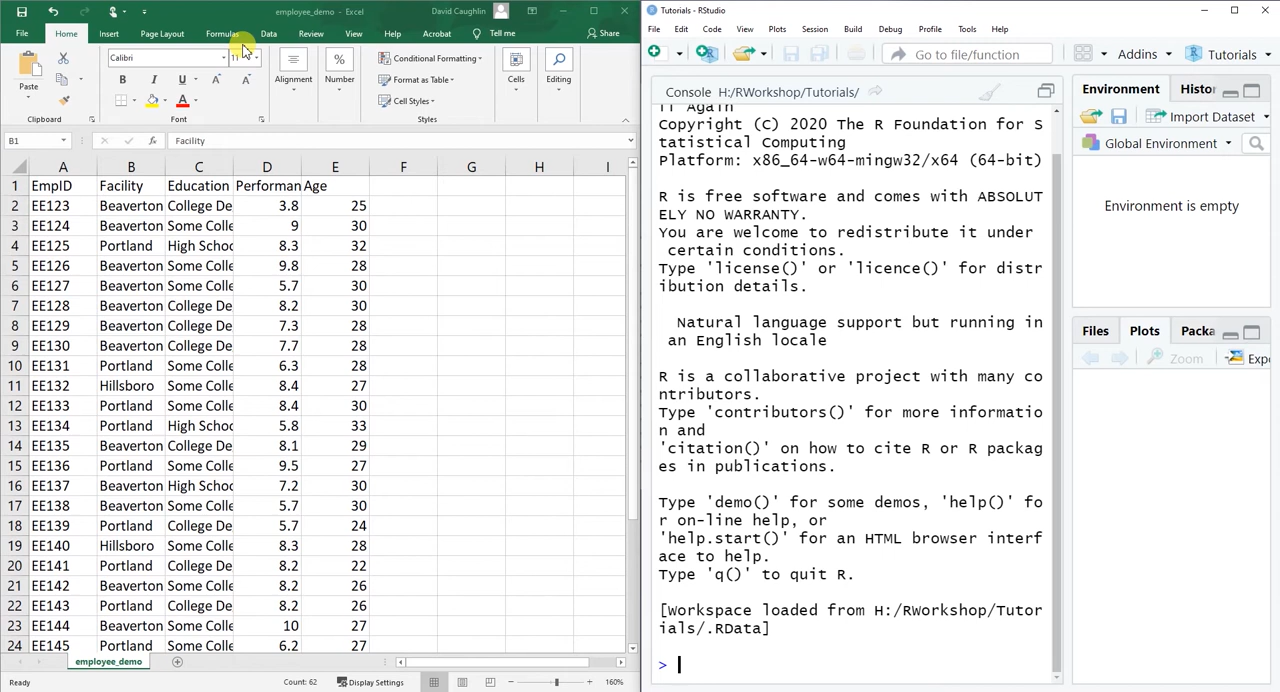 employee_demo - Excel
David Caughlin
File Home Insert Page Layout Formulas Data Review View Help Acrobat Tell me Share
Paste
Calibri
11
B I U A A
A
Alignment
%
Number
Conditional Formatting
Format as Table
Cell Styles
Cells
Editing
Clipboard
Font
Styles
B1
fx
Facility
A B C D E F G H I
1 EmpID Facility Education Performan Age
2 EE123 Beaverton College De 3.8 25
3 EE124 Beaverton Some Colle 9 30
4 EE125 Portland High Schoo 8.3 32
5 EE126 Beaverton Some Colle 9.8 28
6 EE127 Beaverton Some Colle 5.7 30
7 EE128 Beaverton College De 8.2 30
8 EE129 Beaverton College De 7.3 28
9 EE130 Beaverton College De 7.7 28
10 EE131 Portland Some Colle 6.3 28
11 EE132 Hillsboro Some Colle 8.4 27
12 EE133 Portland Some Colle 8.4 30
13 EE134 Portland High Schoo 5.8 33
14 EE135 Beaverton College De 8.1 29
15 EE136 Portland Some Colle 9.5 27
16 EE137 Beaverton High Schoo 7.2 30
17 EE138 Beaverton Some Colle 5.7 30
18 EE139 Portland College De 5.7 24
19 EE140 Hillsboro Some Colle 8.3 28
20 EE141 Portland College De 8.2 22
21 EE142 Beaverton Some Colle 8.2 26
22 EE143 Portland College De 8.2 26
23 EE144 Beaverton Some Colle 10 27
24 EE145 Portland Some Colle 6.2 27
employee_demo
Ready
Count: 62
Display Settings
160%
Tutorials - RStudio
File Edit Code View Plots Session Build Debug Profile Tools Help
Go to file/function
Addins
R
Tutorials
Console H:/RWorkshop/Tutorials/
Copyright (C) 2020 The R Foundation for S
tatistical Computing
Platform: x86_64-w64-mingw32/x64 (64-bit)
R is free software and comes with ABSOLUT
ELY NO WARRANTY.
You are welcome to redistribute it under
certain conditions.
Type 'license()' or 'licence()' for distr
ibution details.
Natural language support but running in
an English locale
R is a collaborative project with many co
ntributors.
Type 'contributors()' for more informatio
n and
'citation()' on how to cite R or R packag
es in publications.
Type 'demo()' for some demos, 'help()' fo
r on-line help, or
'help.start()' for an HTML browser interf
ace to help.
Type 'q()' to quit R.
[Workspace loaded from H:/RWorkshop/Tutor
ials/.RData]
>
Environment Histor
Import Dataset
Global Environment
Environment is empty
Files Plots Packa
Zoom
Expo